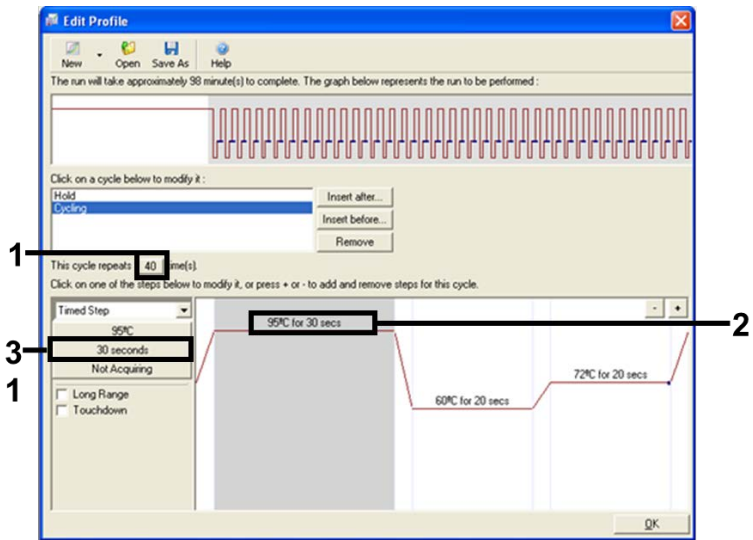 Edit Profile
New Open Save As Help
The run will take approximately 98 minute(s) to complete. The graph below represents the run to be performed :
Click on a cycle below to modify it :
Hold
Cycling
Insert after...
Insert before...
Remove
1
This cycle repeats 40 time(s).
Click on one of the steps below to modify it, or press + or - to add and remove steps for this cycle.
Timed Step
- +
95ºC
95ºC for 30 secs
2
3
30 seconds
Not Acquiring
1
Long Range
Touchdown
60ºC for 20 secs
72ºC for 20 secs
OK